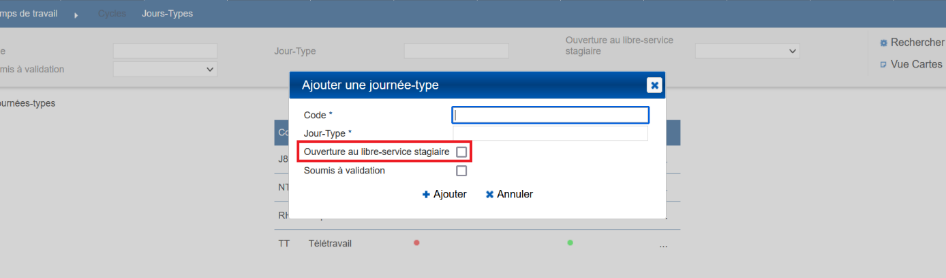 mps de travail ▸ Cycles Jours-Types
Ouverture au libre-service
Jour-Type
stagiaire
mis à validation
Rechercher
Vue Cartes
Ajouter une journée-type
Code *
Jour-Type *
Ouverture au libre-service stagiaire
Soumis à validation
Ajouter Annuler
ournées-types
Co
J8
NT
RH
TT Télétravail ...